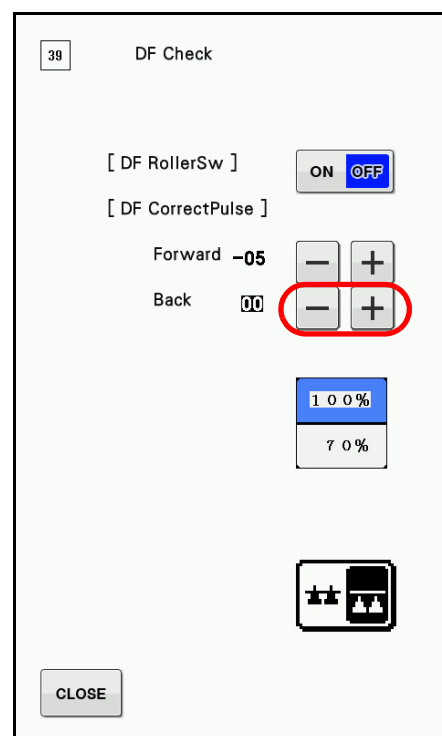 39 DF Check
[ DF RollerSw ] ON OFF
[ DF CorrectPulse ]
Forward -05 − +
Back 00 − +
100%
70%
CLOSE